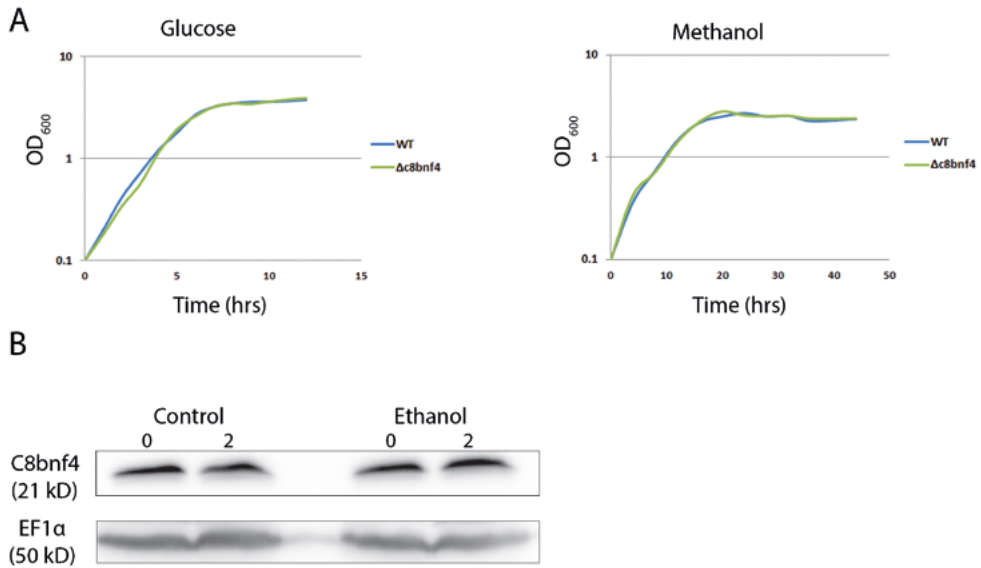 A
Glucose
10
1
0.1
OD600
0 5 10 15
Time (hrs)
WT
Δc8bnf4
Methanol
10
1
0.1
OD600
0 10 20 30 40 50
Time (hrs)
WT
Δc8bnf4
B
Control Ethanol
0 2 0 2
C8bnf4
(21 kD)
EF1α
(50 kD)